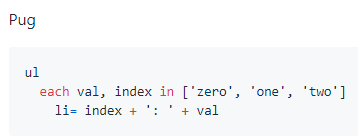 Pug
ul
  each val, index in ['zero', 'one', 'two']
    li= index + ': ' + val